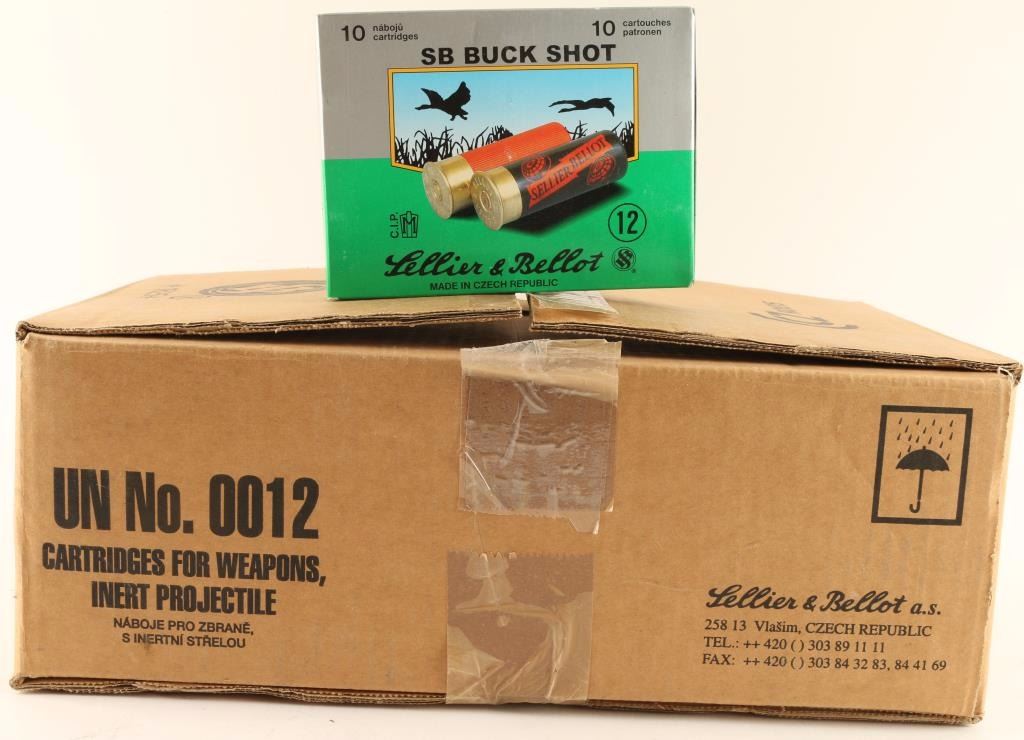 10 nábojů
cartridges
10 cartouches
patronen
SB BUCK SHOT
SELLIER BELLOT
C.I.P.
12
Sellier & Bellot
MADE IN CZECH REPUBLIC
UN No. 0012
CARTRIDGES FOR WEAPONS,
INERT PROJECTILE
NÁBOJE PRO ZBRANĚ,
S INERTNÍ STŘELOU
Sellier & Bellot a.s.
258 13 Vlašim, CZECH REPUBLIC
TEL.: ++ 420 ( ) 303 89 11 11
FAX: ++ 420 ( ) 303 84 32 83, 84 41 69